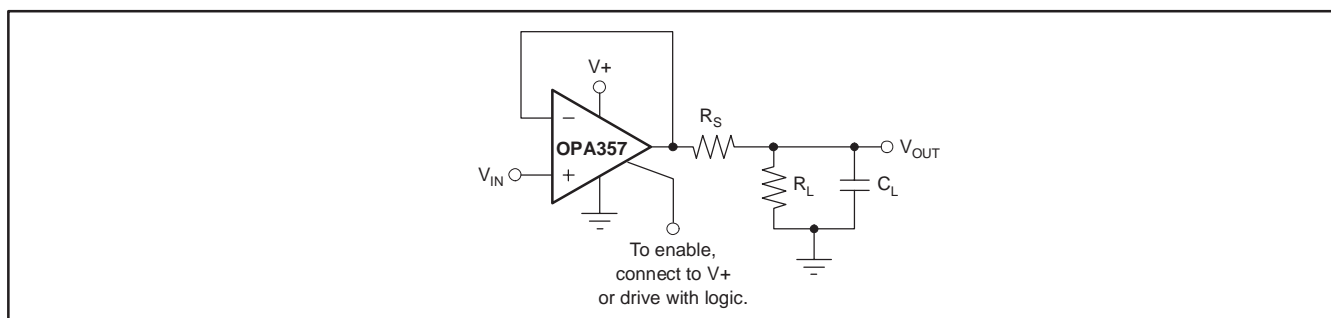 V+
R_S
−
OPA357
V_OUT
V_IN
+
R_L
C_L
To enable,
connect to V+
or drive with logic.